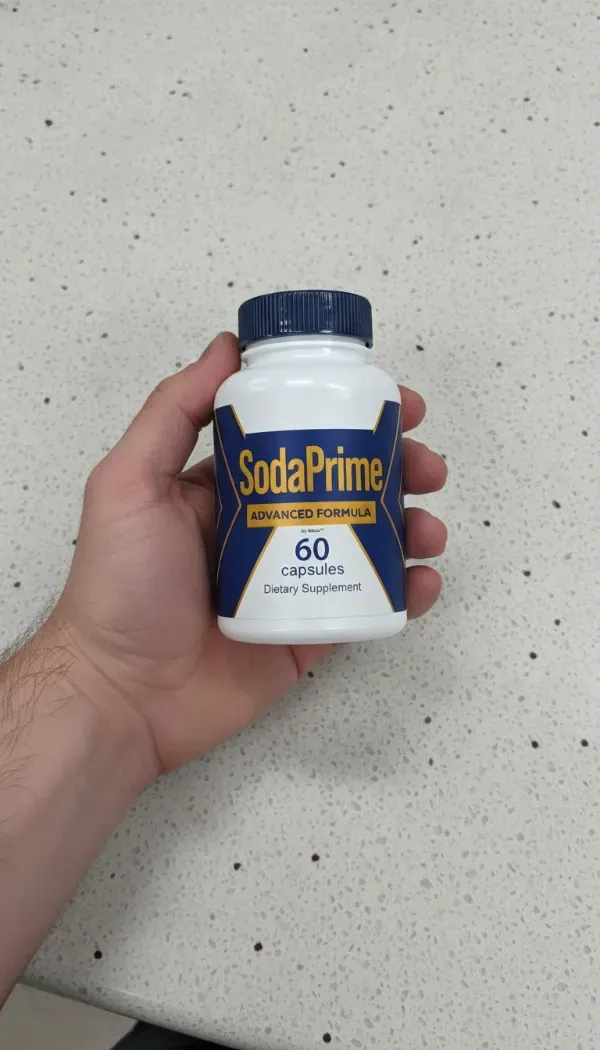 SodaPrime
ADVANCED FORMULA
60
capsules
Dietary Supplement